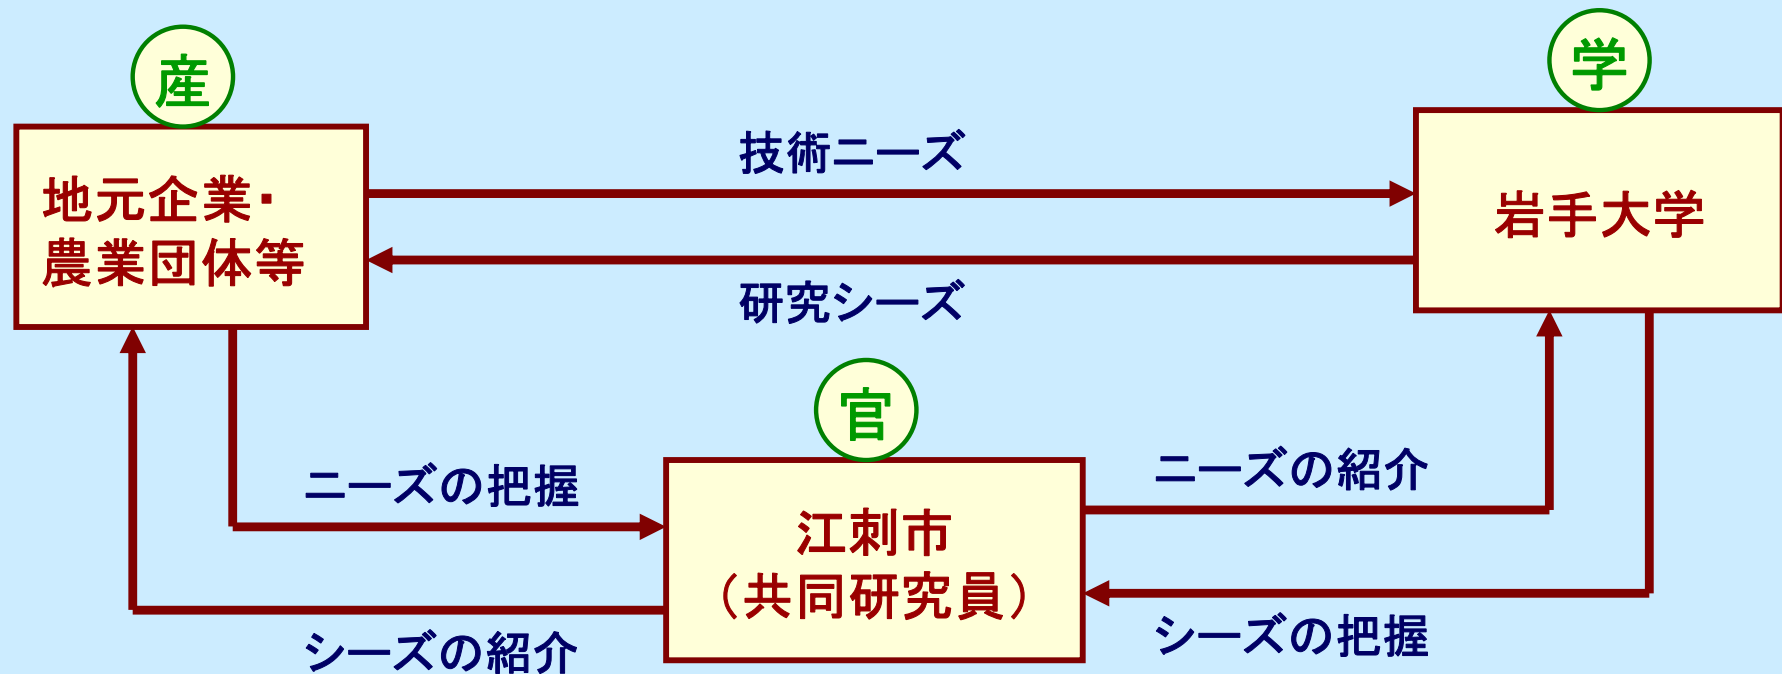 産
学
地元企業・
農業団体等
技術ニーズ
岩手大学
研究シーズ
官
ニーズの把握
ニーズの紹介
江刺市
（共同研究員）
シーズの紹介
シーズの把握